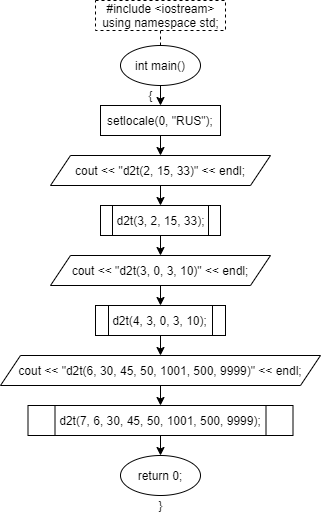 #include <iostream>
using namespace std;
int main()
{
setlocale(0, "RUS");
cout << "d2t(2, 15, 33)" << endl;
d2t(3, 2, 15, 33);
cout << "d2t(3, 0, 3, 10)" << endl;
d2t(4, 3, 0, 3, 10);
cout << "d2t(6, 30, 45, 50, 1001, 500, 9999)" << endl;
d2t(7, 6, 30, 45, 50, 1001, 500, 9999);
return 0;
}